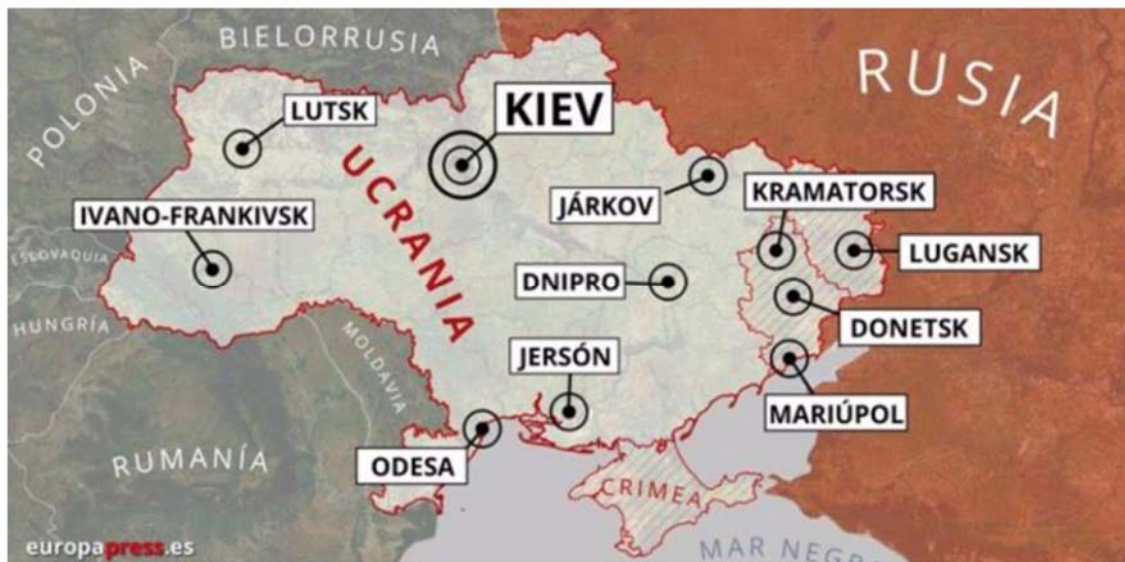 BIELORRUSIA
POLONIA
RUSIA
KIEV
LUTSK
UCRANIA
JÁRKOV
KRAMATORSK
IVANO-FRANKIVSK
ESLOVAQUIA
LUGANSK
DNIPRO
HUNGRÍA
MOLDAVIA
DONETSK
JERSÓN
MARIÚPOL
RUMANÍA
ODESA
CRIMEA
europapress.es
MAR NEGRO